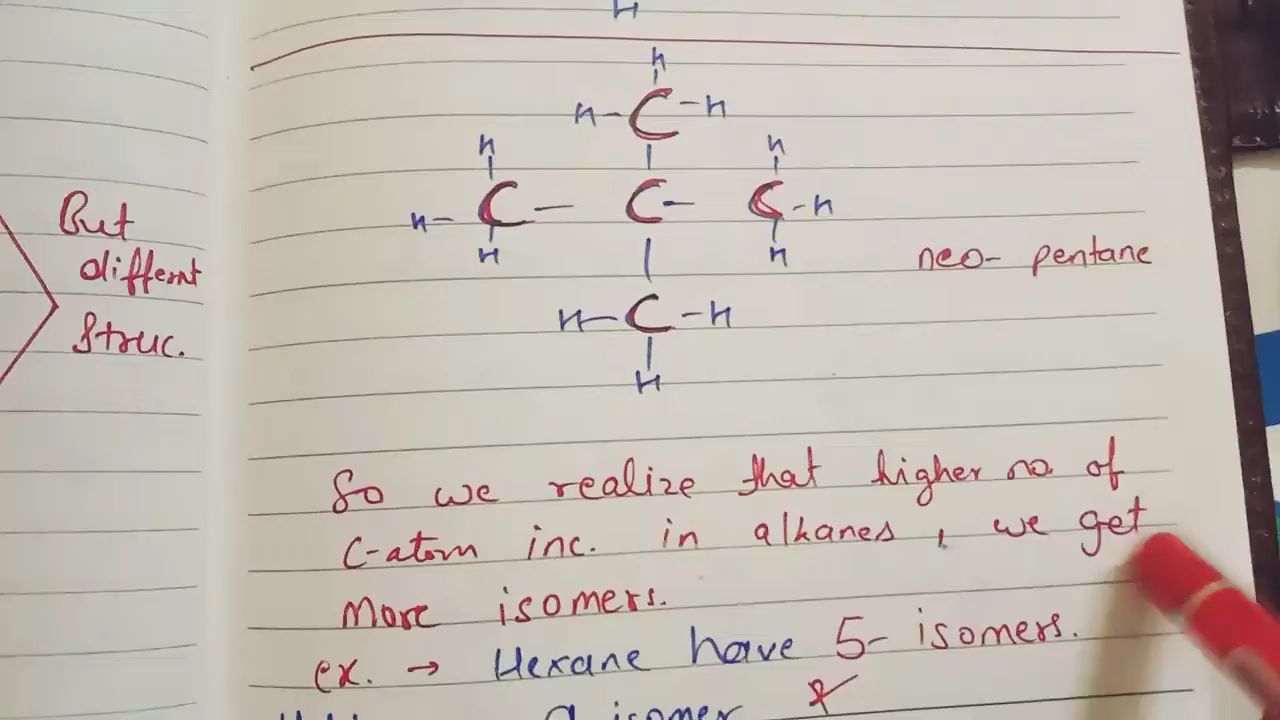 H
H
H-C-H
H H
H-C - C- C-H
H H
neo- pentane
H-C-H
H
But
different
Struc.
So we realize that higher no of
C-atom inc. in alkanes, we get
More isomers.
ex. → Hexane have 5- isomers.
isomer